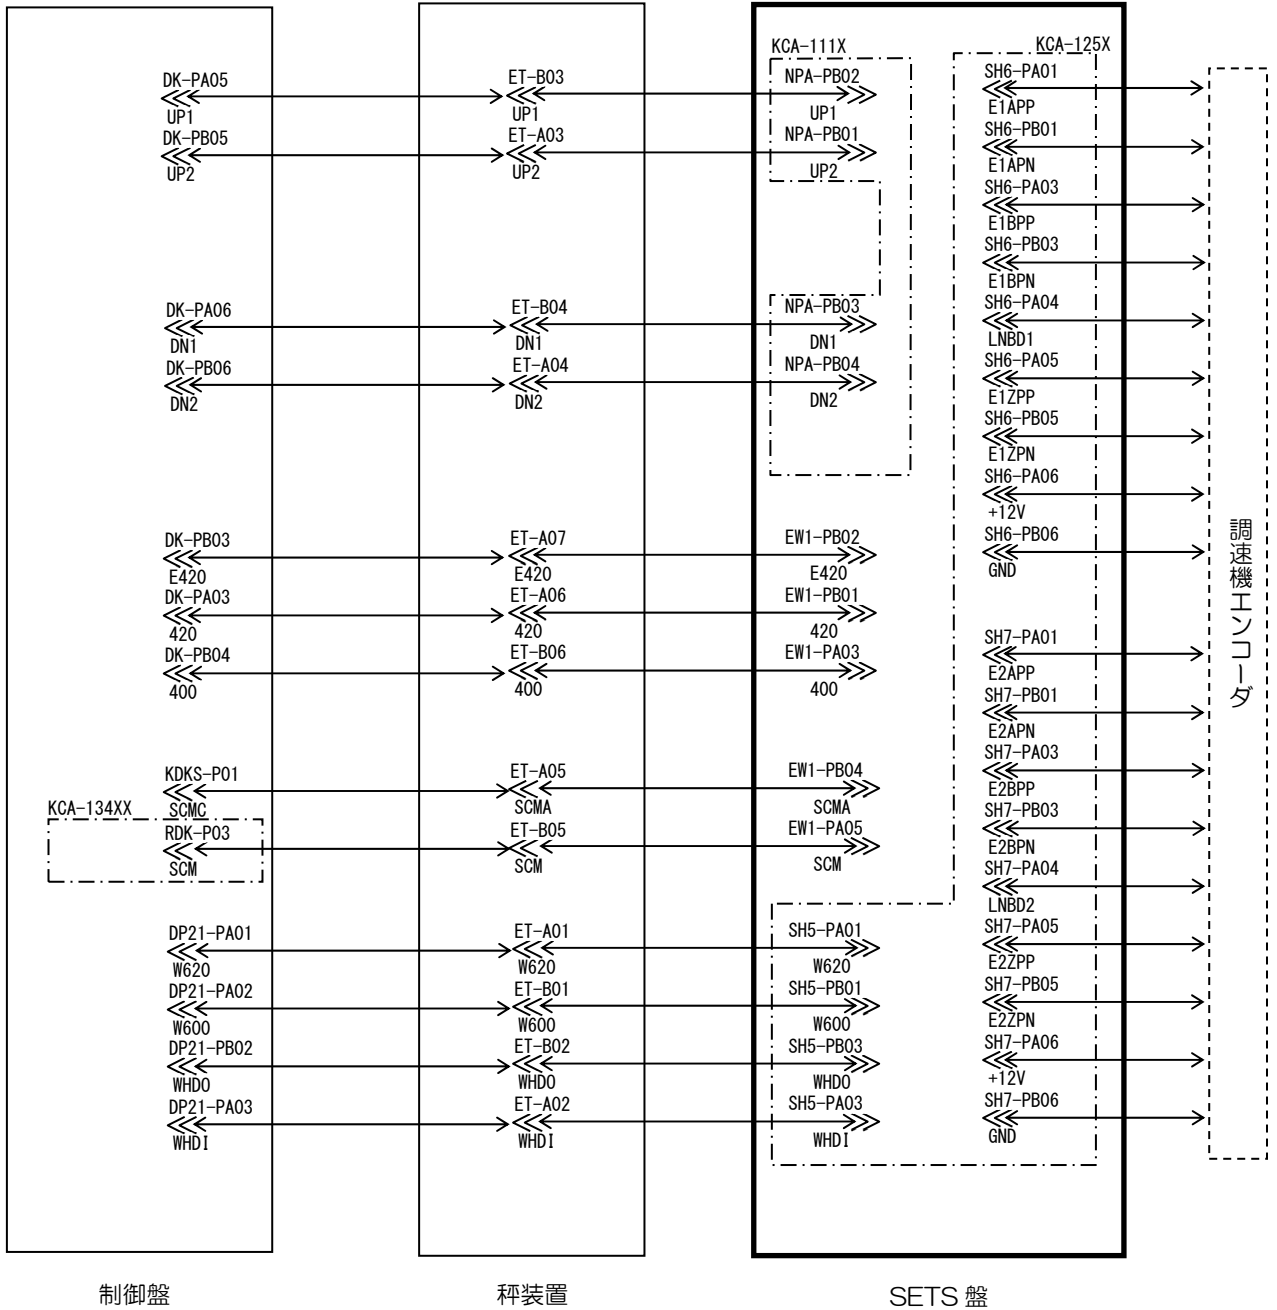 KCA-111X
KCA-125X
DK-PA05
UP1
DK-PB05
UP2
DK-PA06
DN1
DK-PB06
DN2
DK-PB03
E420
DK-PA03
420
DK-PB04
400
KDKS-P01
SCMC
KCA-134XX
RDK-P03
SCM
DP21-PA01
W620
DP21-PA02
W600
DP21-PB02
WHDO
DP21-PA03
WHDI
ET-B03
UP1
ET-A03
UP2
ET-B04
DN1
ET-A04
DN2
ET-A07
E420
ET-A06
420
ET-B06
400
ET-A05
SCMA
ET-B05
SCM
ET-A01
W620
ET-B01
W600
ET-B02
WHDO
ET-A02
WHDI
NPA-PB02
UP1
NPA-PB01
UP2
NPA-PB03
DN1
NPA-PB04
DN2
EW1-PB02
E420
EW1-PB01
420
EW1-PA03
400
EW1-PB04
SCMA
EW1-PA05
SCM
SH5-PA01
W620
SH5-PB01
W600
SH5-PB03
WHDO
SH5-PA03
WHDI
SH6-PA01
E1APP
SH6-PB01
E1APN
SH6-PA03
E1BPP
SH6-PB03
E1BPN
SH6-PA04
LNBD1
SH6-PA05
E1ZPP
SH6-PB05
E1ZPN
SH6-PA06
+12V
SH6-PB06
GND
SH7-PA01
E2APP
SH7-PB01
E2APN
SH7-PA03
E2BPP
SH7-PB03
E2BPN
SH7-PA04
LNBD2
SH7-PA05
E2ZPP
SH7-PB05
E2ZPN
SH7-PA06
+12V
SH7-PB06
GND
調速機エンコーダ
制御盤
秤装置
SETS 盤